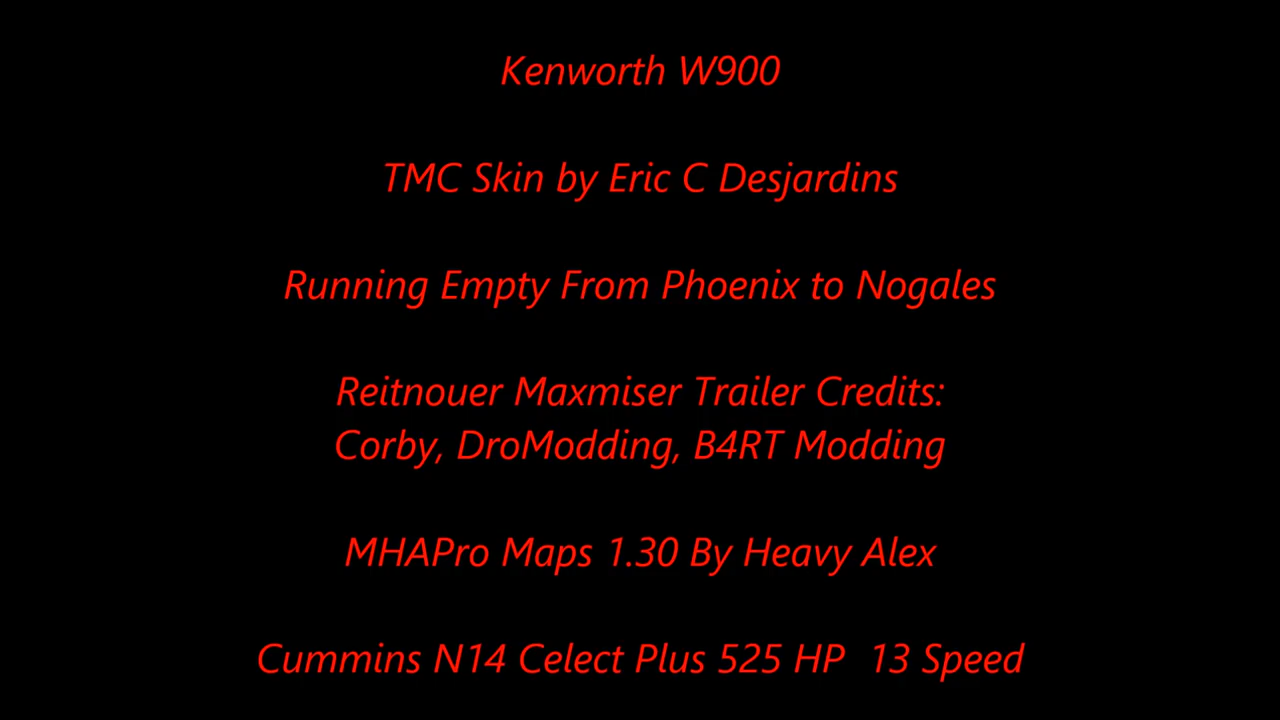 Kenworth W900
TMC Skin by Eric C Desjardins
Running Empty From Phoenix to Nogales
Reitnouer Maxmiser Trailer Credits:
Corby, DroModding, B4RT Modding
MHAPro Maps 1.30 By Heavy Alex
Cummins N14 Celect Plus 525 HP  13 Speed